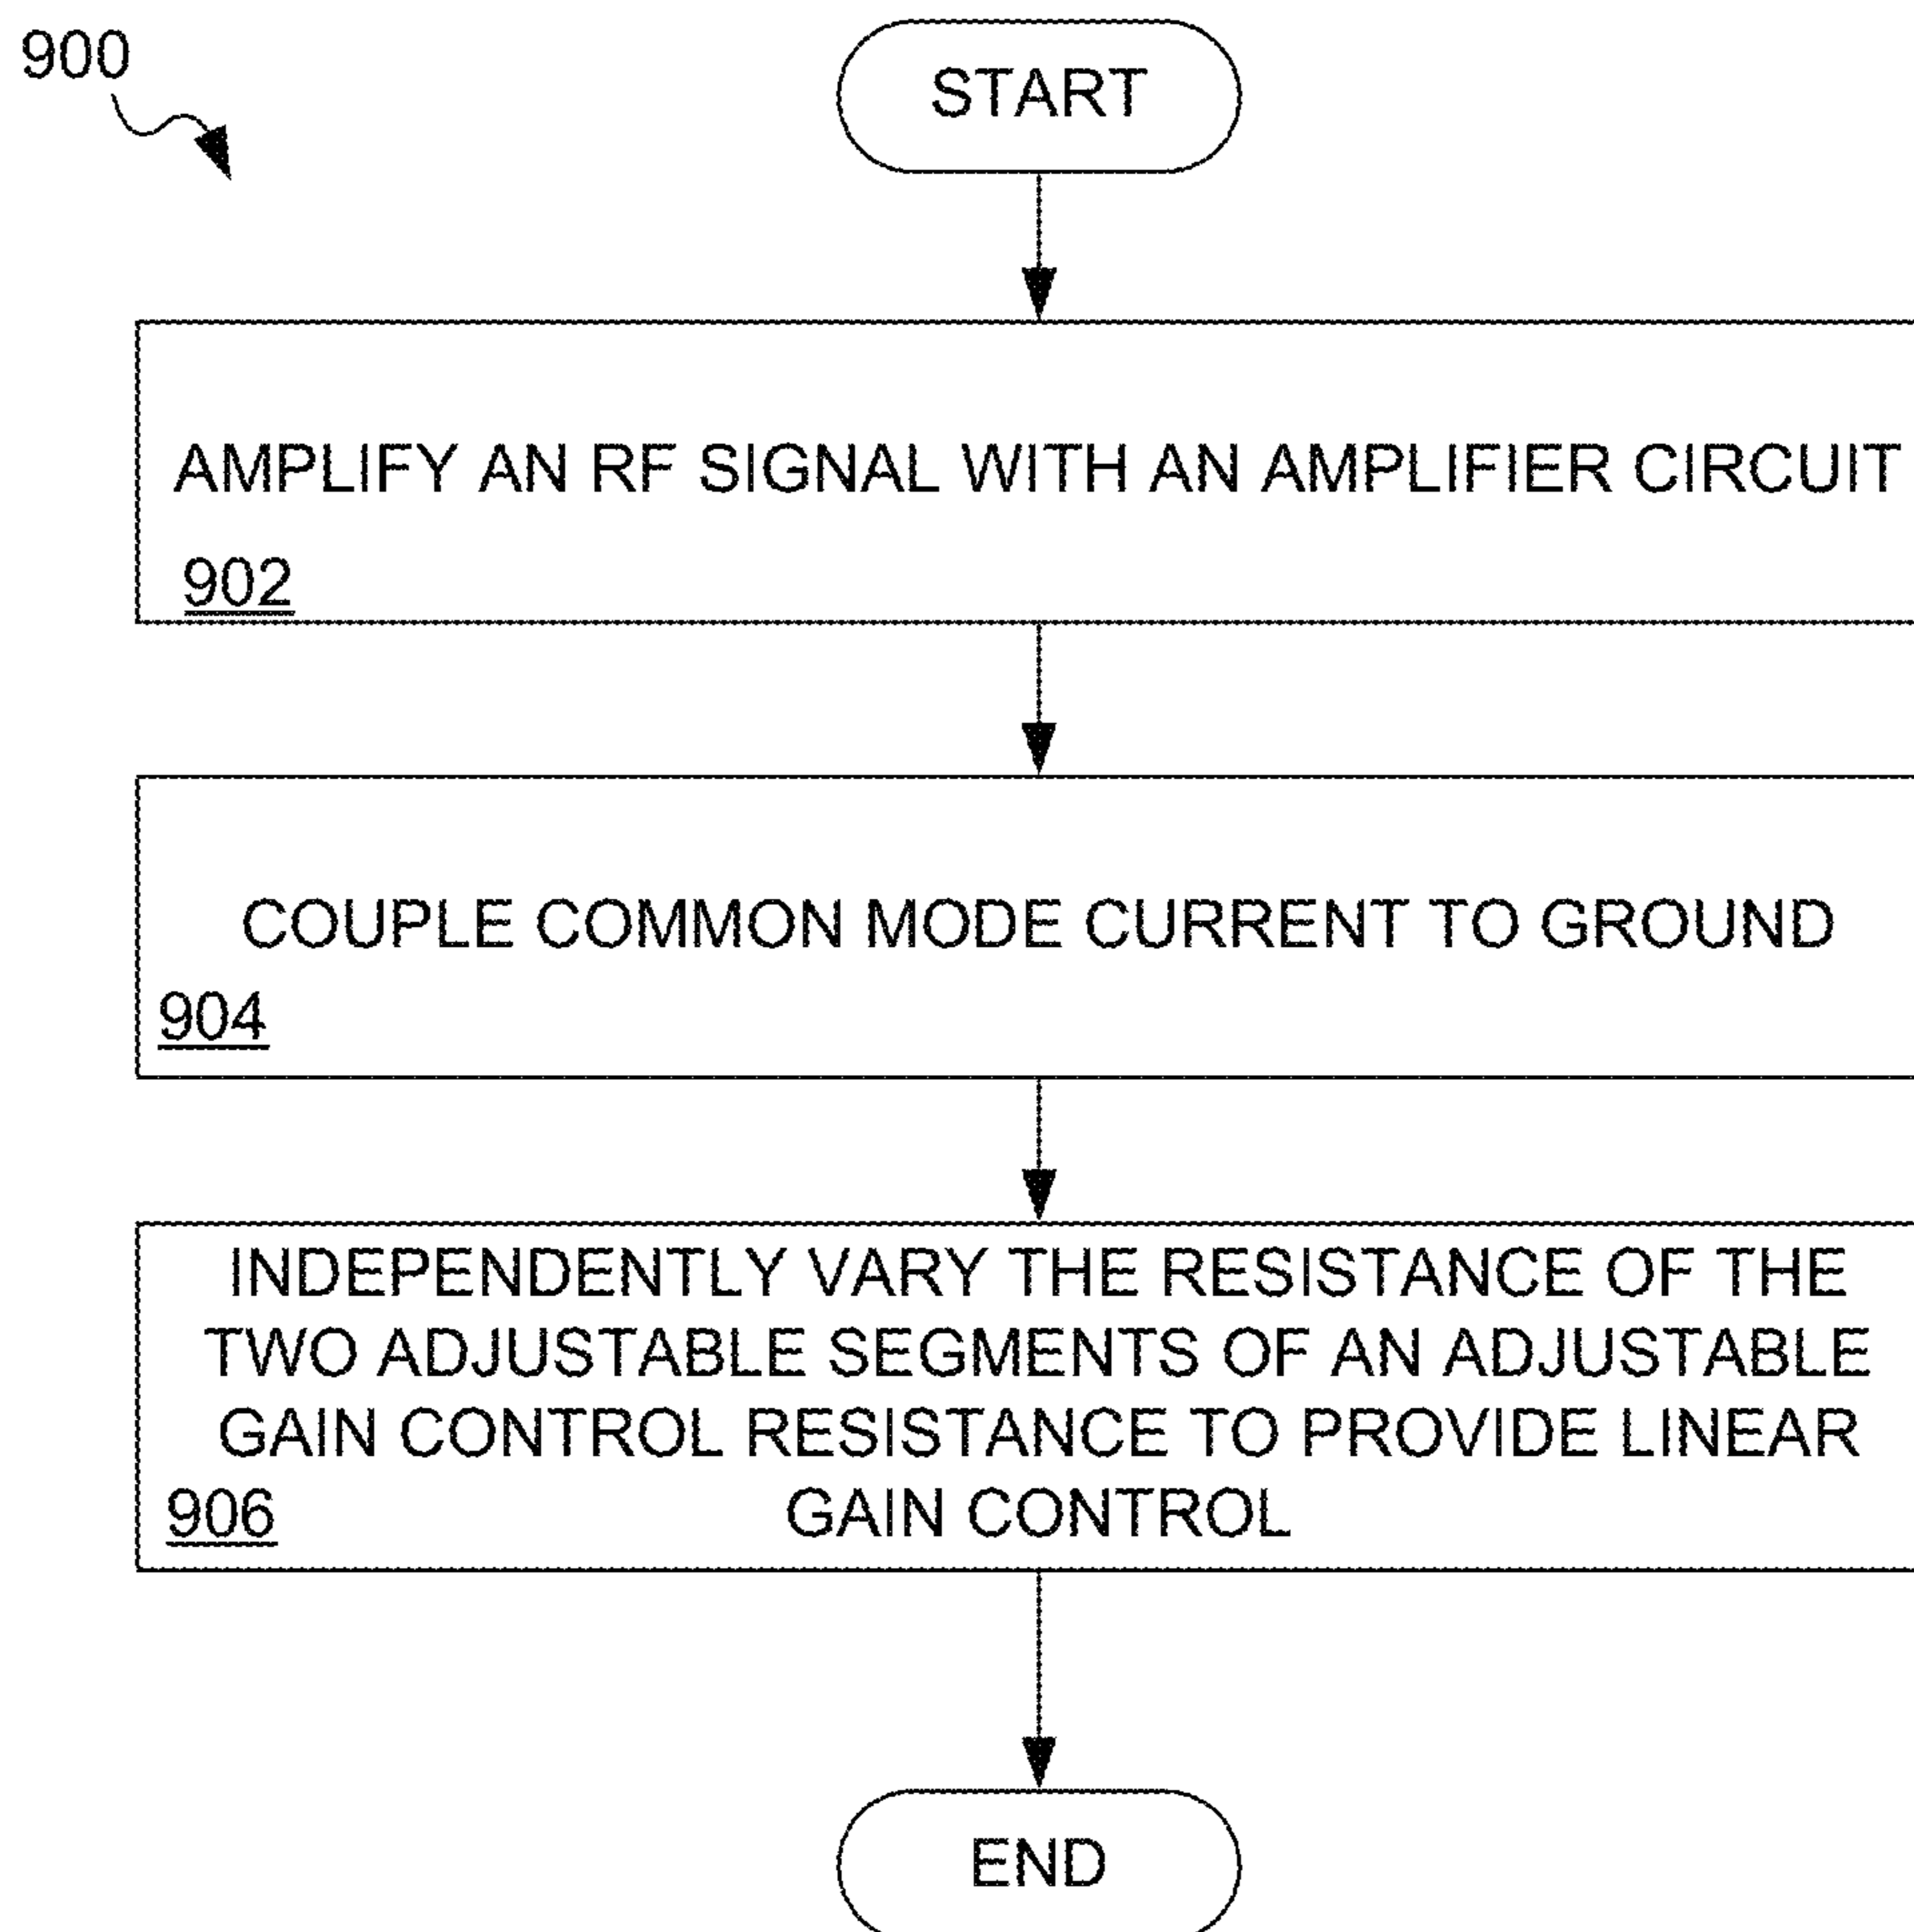 900
START
AMPLIFY AN RF SIGNAL WITH AN AMPLIFIER CIRCUIT
902
COUPLE COMMON MODE CURRENT TO GROUND
904
INDEPENDENTLY VARY THE RESISTANCE OF THE
TWO ADJUSTABLE SEGMENTS OF AN ADJUSTABLE
GAIN CONTROL RESISTANCE TO PROVIDE LINEAR
GAIN CONTROL
906
END